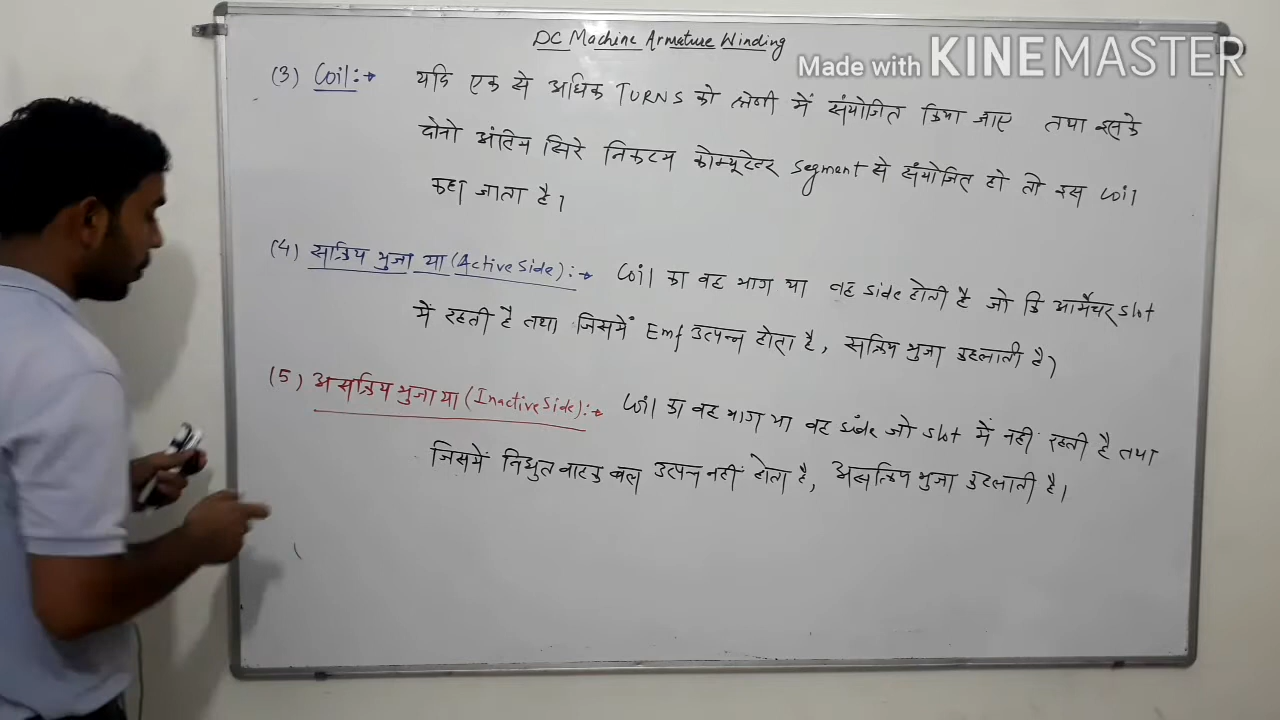 DC Machine Armature Winding
Made with KINEMASTER
(3) Coil:→ यदि एक से अधिक TURNS को श्रेणी में संयोजित किया जाए तथा इसके
दोनो अंतिम सिरे निकटम कोम्यूटेटर segment से संयोजित हो तो इस Coil
कहा जाता है।
(4) सक्रिय भुजा या (Active Side):→ Coil का वह भाग या वह side होती है जो कि आर्मेचर slot
में रहती है तथा जिसमें Emf उत्पन्न होता है, सक्रिय भुजा कहलाती है।
(5) असक्रिय भुजा या (Inactive Side):→ Coil का वह भाग या वह side जो slot में नहीं रहती है तथा
जिसमें विधुत वाहक बल उत्पन्न नहीं होता है, असक्रिय भुजा कहलाती है।